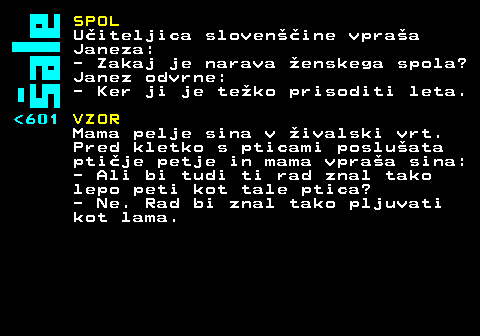 šale
SPOL
Učiteljica slovenščine vpraša
Janeza:
- Zakaj je narava ženskega spola?
Janez odvrne:
- Ker ji je težko prisoditi leta.
<601 VZOR
Mama pelje sina v živalski vrt.
Pred kletko s pticami poslušata
ptičje petje in mama vpraša sina:
- Ali bi tudi ti rad znal tako
lepo peti kot tale ptica?
- Ne. Rad bi znal tako pljuvati
kot lama.